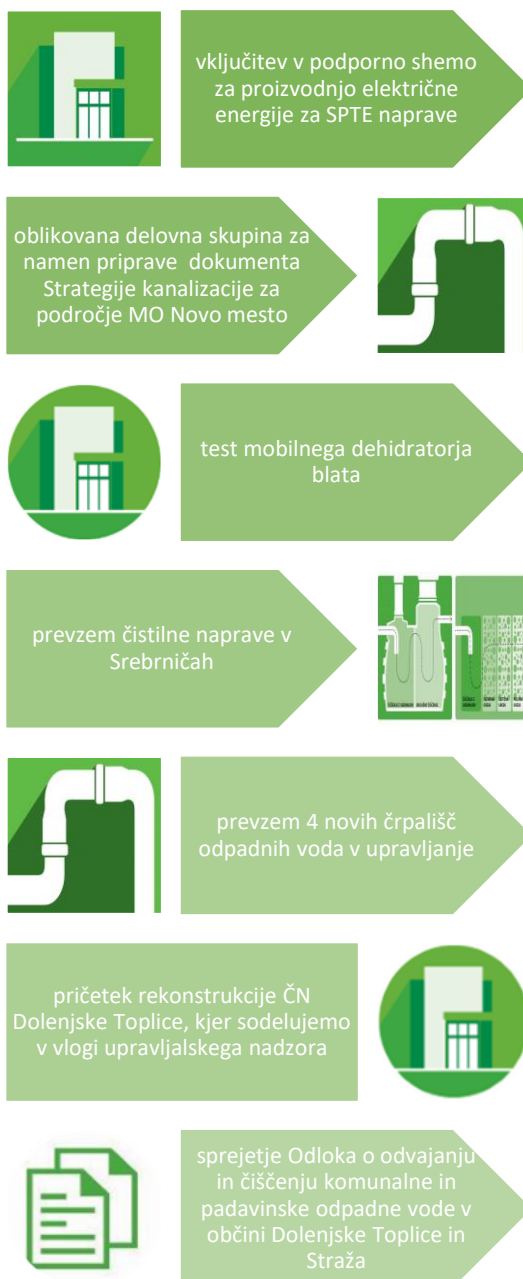 vključitev v podporno shemo
za proizvodnjo električne
energije za SPTE naprave
oblikovana delovna skupina za
namen priprave dokumenta
Strategije kanalizacije za
področje MO Novo mesto
test mobilnega dehidratorja
blata
prevzem čistilne naprave v
Srebrničah
prevzem 4 novih črpališč
odpadnih voda v upravljanje
pričetek rekonstrukcije ČN
Dolenjske Toplice, kjer sodelujemo
v vlogi upravljalskega nadzora
sprejetje Odloka o odvajanju
in čiščenju komunalne in
padavinske odpadne vode v
občini Dolenjske Toplice in
Straža